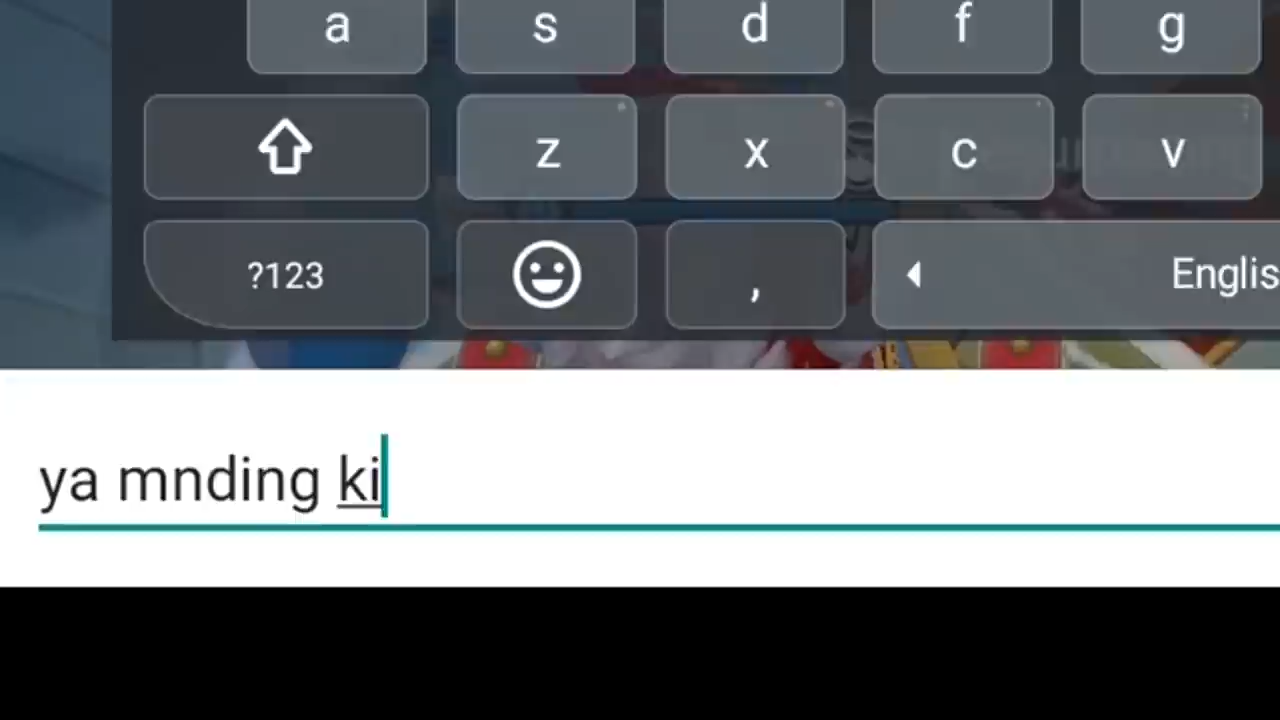 a s d f g
z x c v
?123 , Englis
ya mnding ki